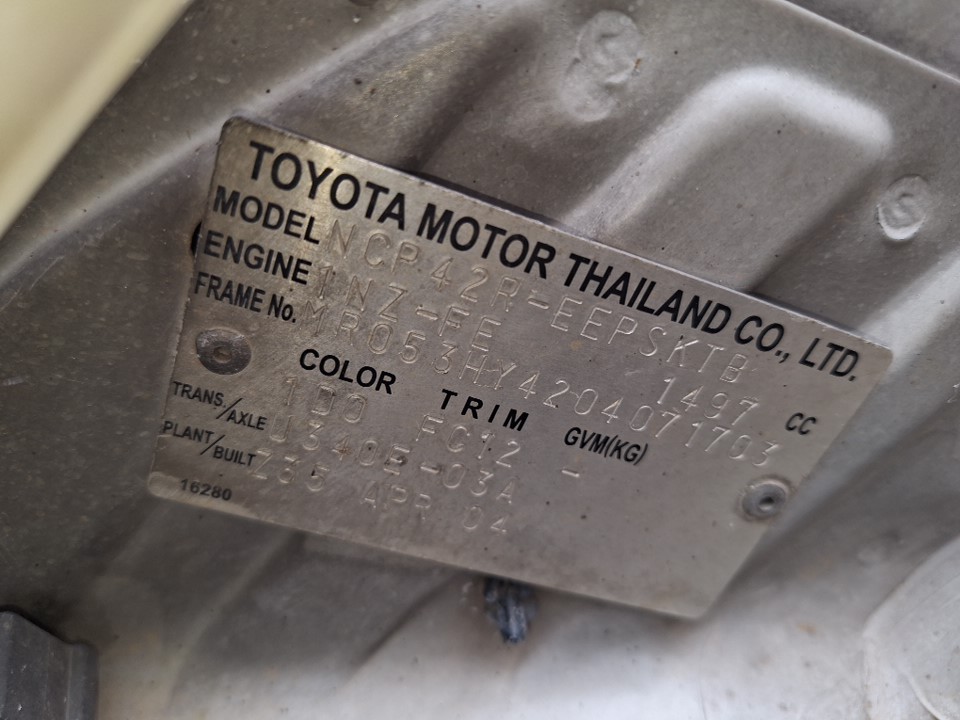 TOYOTA MOTOR THAILAND CO., LTD.
MODEL NCP42R-EEPSKTB
ENGINE 1NZ-FE 1497 CC
FRAME No. MR053HY4204071703
COLOR TRIM GVM(KG)
1D0 FC12 -
TRANS./AXLE U340E-03A
PLANT/BUILT Z35 APR 04
16280